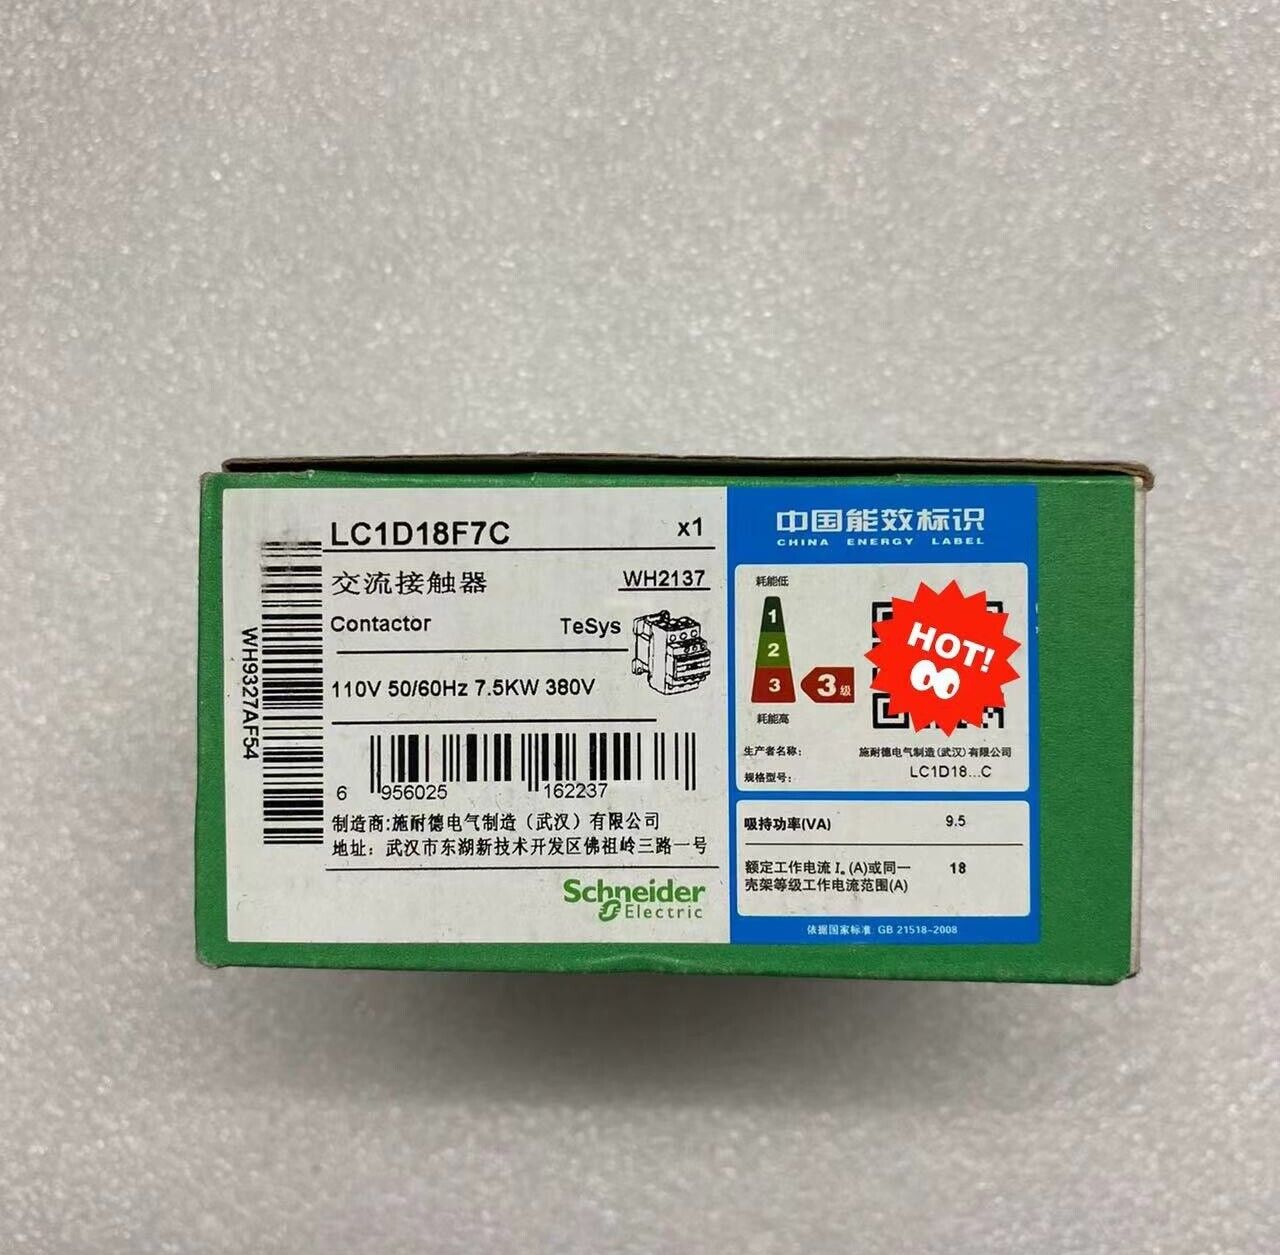 LC1D18F7C x1
交流接触器 WH2137
Contactor TeSys
110V 50/60Hz 7.5KW 380V
WH9327AF54
6 956025 162237
制造商:施耐德电气制造（武汉）有限公司
地址：武汉市东湖新技术开发区佛祖岭三路一号
Schneider
Electric
中国能效标识
CHINA ENERGY LABEL
耗能低
1
2
3
3级
耗能高
HOT!
生产者名称： 施耐德电气制造(武汉)有限公司
规格型号： LC1D18...C
吸持功率(VA) 9.5
额定工作电流 Iₑ (A)或同一 18
壳架等级工作电流范围(A)
依据国家标准 GB 21518-2008